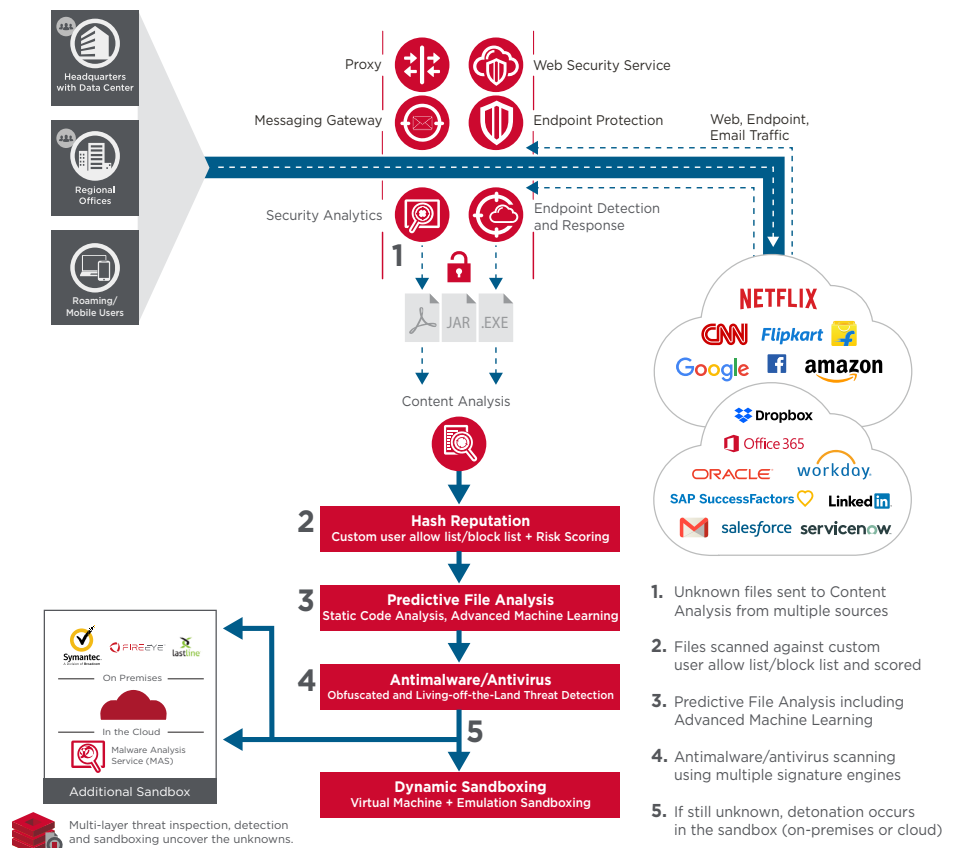 Headquarters
with Data Center
Regional
Offices
Roaming/
Mobile Users
Proxy
Web Security Service
Messaging Gateway
Endpoint Protection
Web, Endpoint,
Email Traffic
Security Analytics
Endpoint Detection
and Response
1
JAR
.EXE
Content Analysis
NETFLIX
CNN
Flipkart
f
Google
f
amazon
Dropbox
Office 365
ORACLE
workday.
SAP SuccessFactors
Linked in
salesforce
servicenow
2
Hash Reputation
Custom user allow list/block list + Risk Scoring
3
Predictive File Analysis
Static Code Analysis, Advanced Machine Learning
4
Antimalware/Antivirus
Obfuscated and Living-off-the-Land Threat Detection
5
Dynamic Sandboxing
Virtual Machine + Emulation Sandboxing
Symantec.
A Division of Broadcom
FIREEYE
lastline
On Premises
In the Cloud
Malware Analysis
Service (MAS)
Additional Sandbox
Multi-layer threat inspection, detection
and sandboxing uncover the unknowns.
1. Unknown files sent to Content
Analysis from multiple sources
2. Files scanned against custom
user allow list/block list and scored
3. Predictive File Analysis including
Advanced Machine Learning
4. Antimalware/antivirus scanning
using multiple signature engines
5. If still unknown, detonation occurs
in the sandbox (on-premises or cloud)